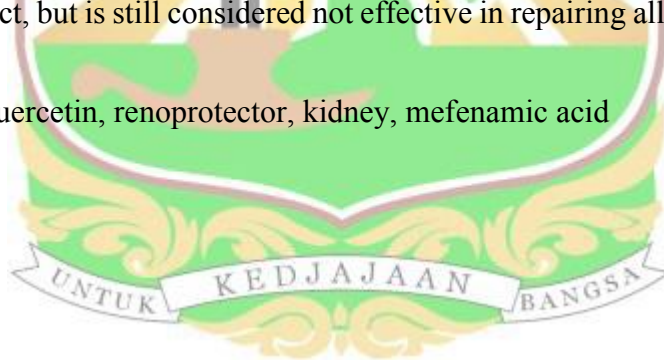 ct, but is still considered not effective in repairing all
uercetin, renoprotector, kidney, mefenamic acid
UNTUK KEDJAJAAN BANGSA